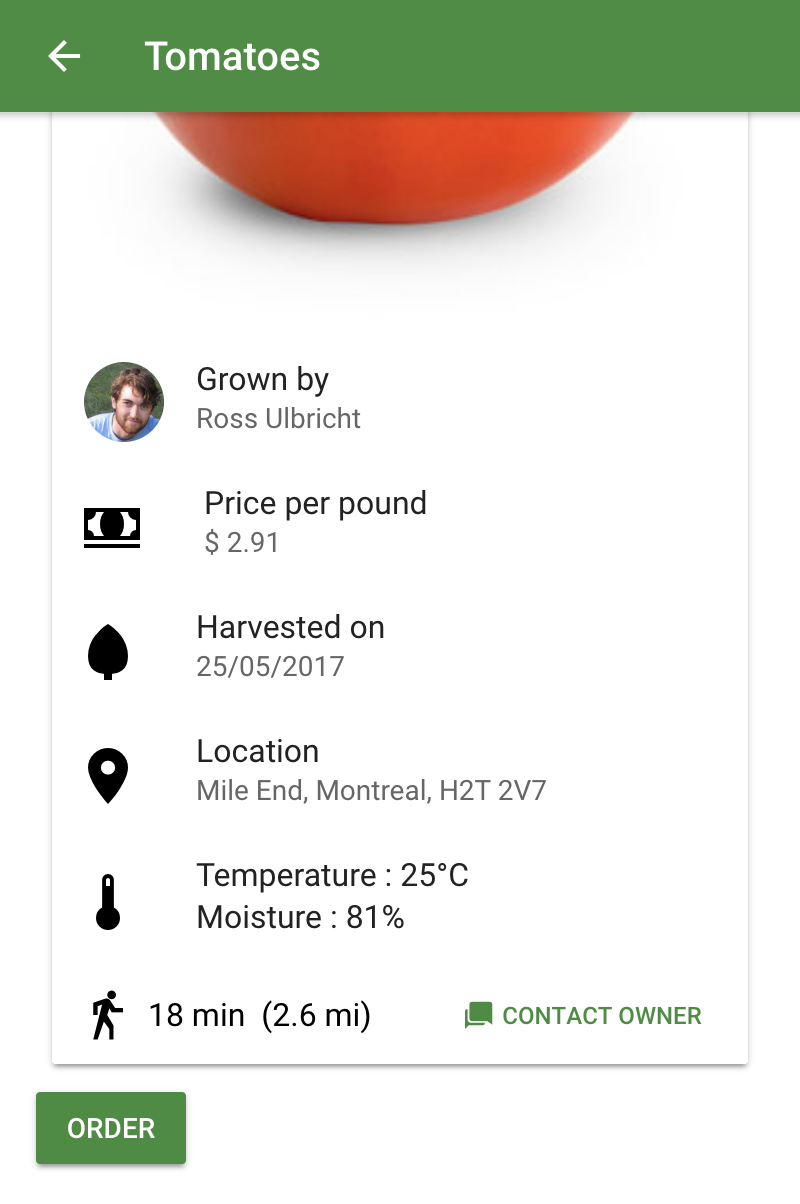 Tomatoes
Grown by
Ross Ulbricht
Price per pound
$ 2.91
Harvested on
25/05/2017
Location
Mile End, Montreal, H2T 2V7
Temperature : 25°C
Moisture : 81%
18 min (2.6 mi)
CONTACT OWNER
ORDER